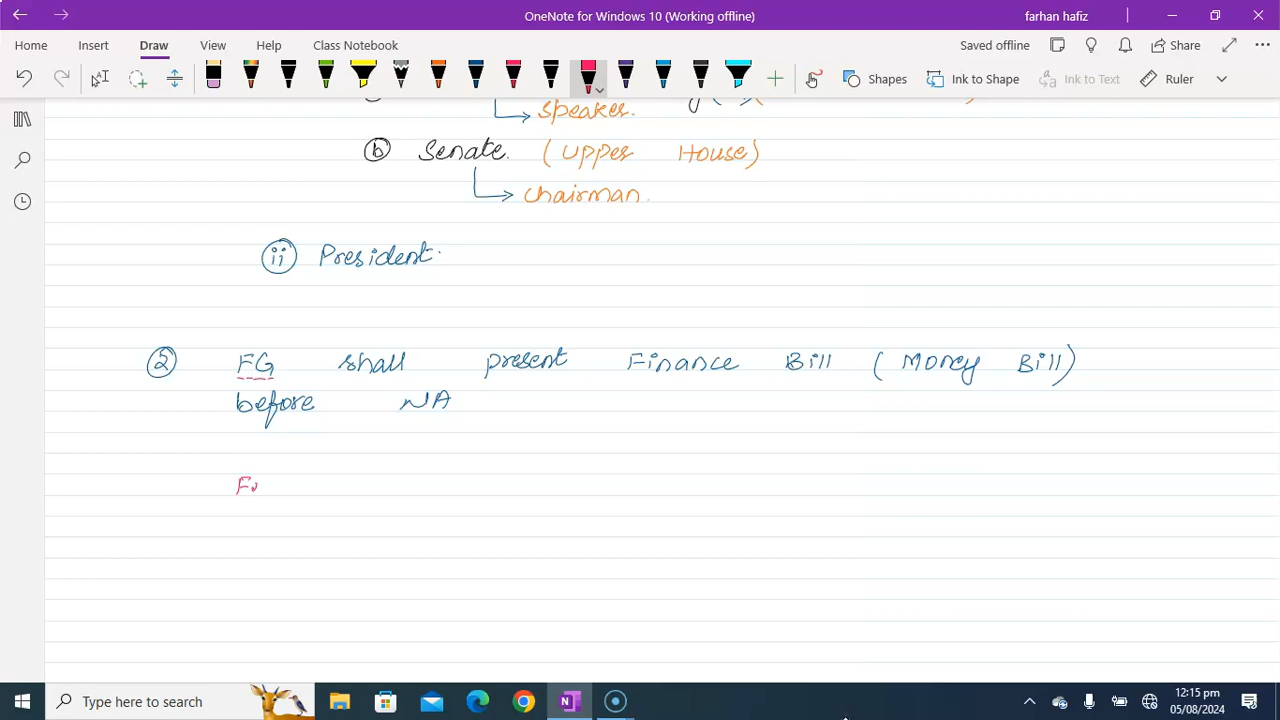 OneNote for Windows 10 (Working offline)
farhan hafiz
Home Insert Draw View Help Class Notebook
Saved offline Share
Shapes Ink to Shape Ink to Text Ruler
speaker.
b Senate. (Upper House)
chairman.
ii President.
2 FG shall present Finance Bill (Money Bill)
before NA
Type here to search
12:15 pm
05/08/2024